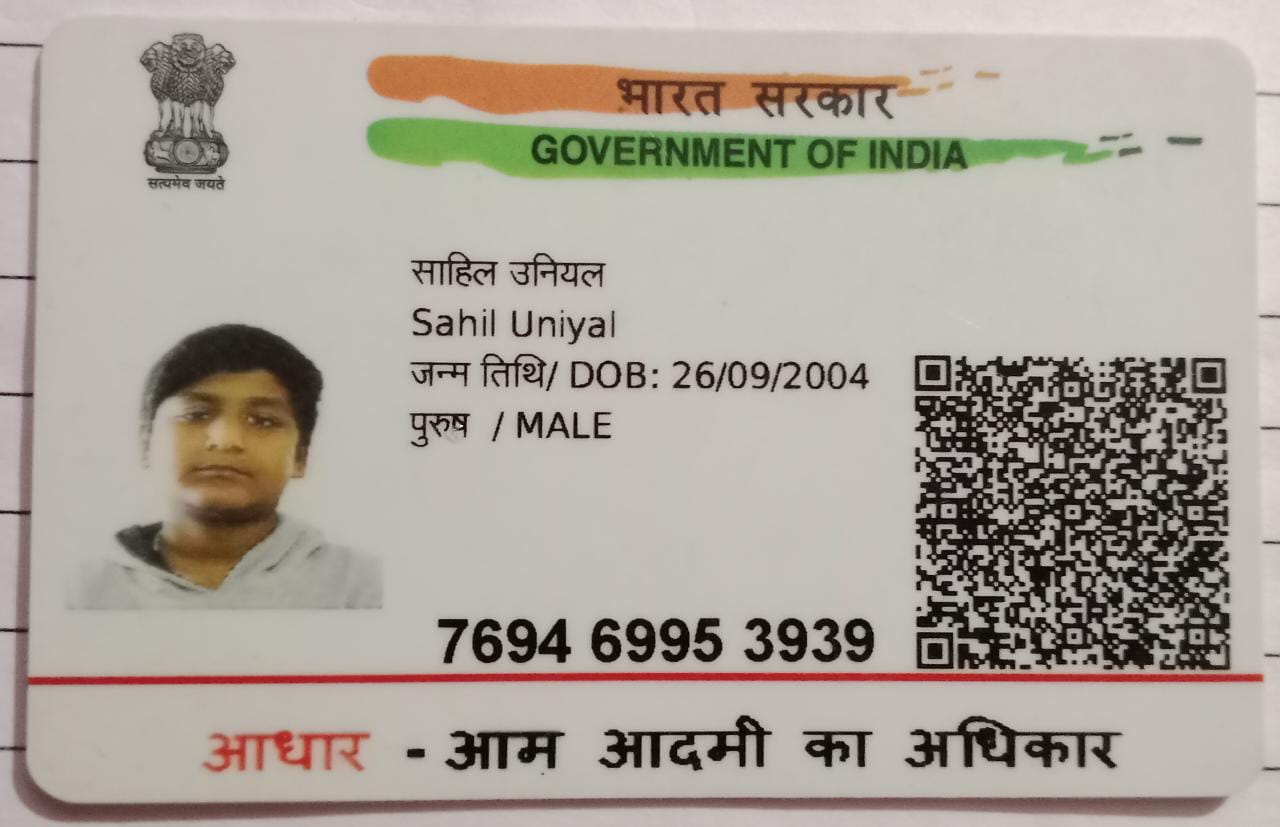 भारत सरकार
GOVERNMENT OF INDIA
सत्यमेव जयते
साहिल उनियल
Sahil Uniyal
जन्म तिथि/ DOB: 26/09/2004
पुरुष / MALE
7694 6995 3939
आधार - आम आदमी का अधिकार